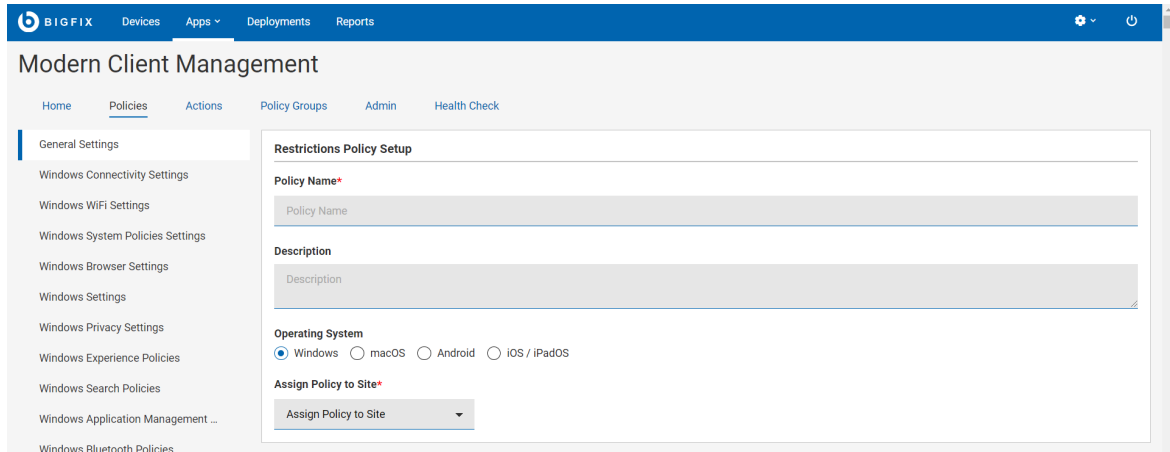 BIGFIX Devices Apps Deployments Reports
Modern Client Management
Home Policies Actions Policy Groups Admin Health Check
General Settings
Windows Connectivity Settings
Windows WiFi Settings
Windows System Policies Settings
Windows Browser Settings
Windows Settings
Windows Privacy Settings
Windows Experience Policies
Windows Search Policies
Windows Application Management ...
Windows Bluetooth Policies
Restrictions Policy Setup
Policy Name*
Policy Name
Description
Description
Operating System
Windows macOS Android iOS / iPadOS
Assign Policy to Site*
Assign Policy to Site